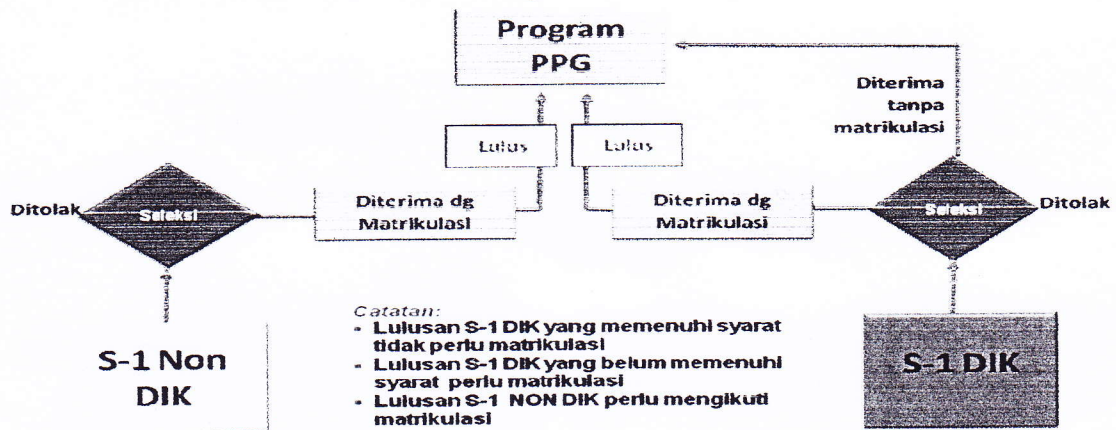 Program
PPG
Diterima
tanpa
matrikulasi
Lulus
Lulus
Ditolak
Seleksi
Diterima dg
Matrikulasi
Diterima dg
Matrikulasi
Seleksi
Ditolak
S-1 Non
DIK
Catatan:
- Lulusan S-1 DIK yang memenuhi syarat
tidak perlu matrikulasi
- Lulusan S-1 DIK yang belum memenuhi
syarat perlu matrikulasi
- Lulusan S-1 NON DIK perlu mengikuti
matrikulasi
S-1 DIK